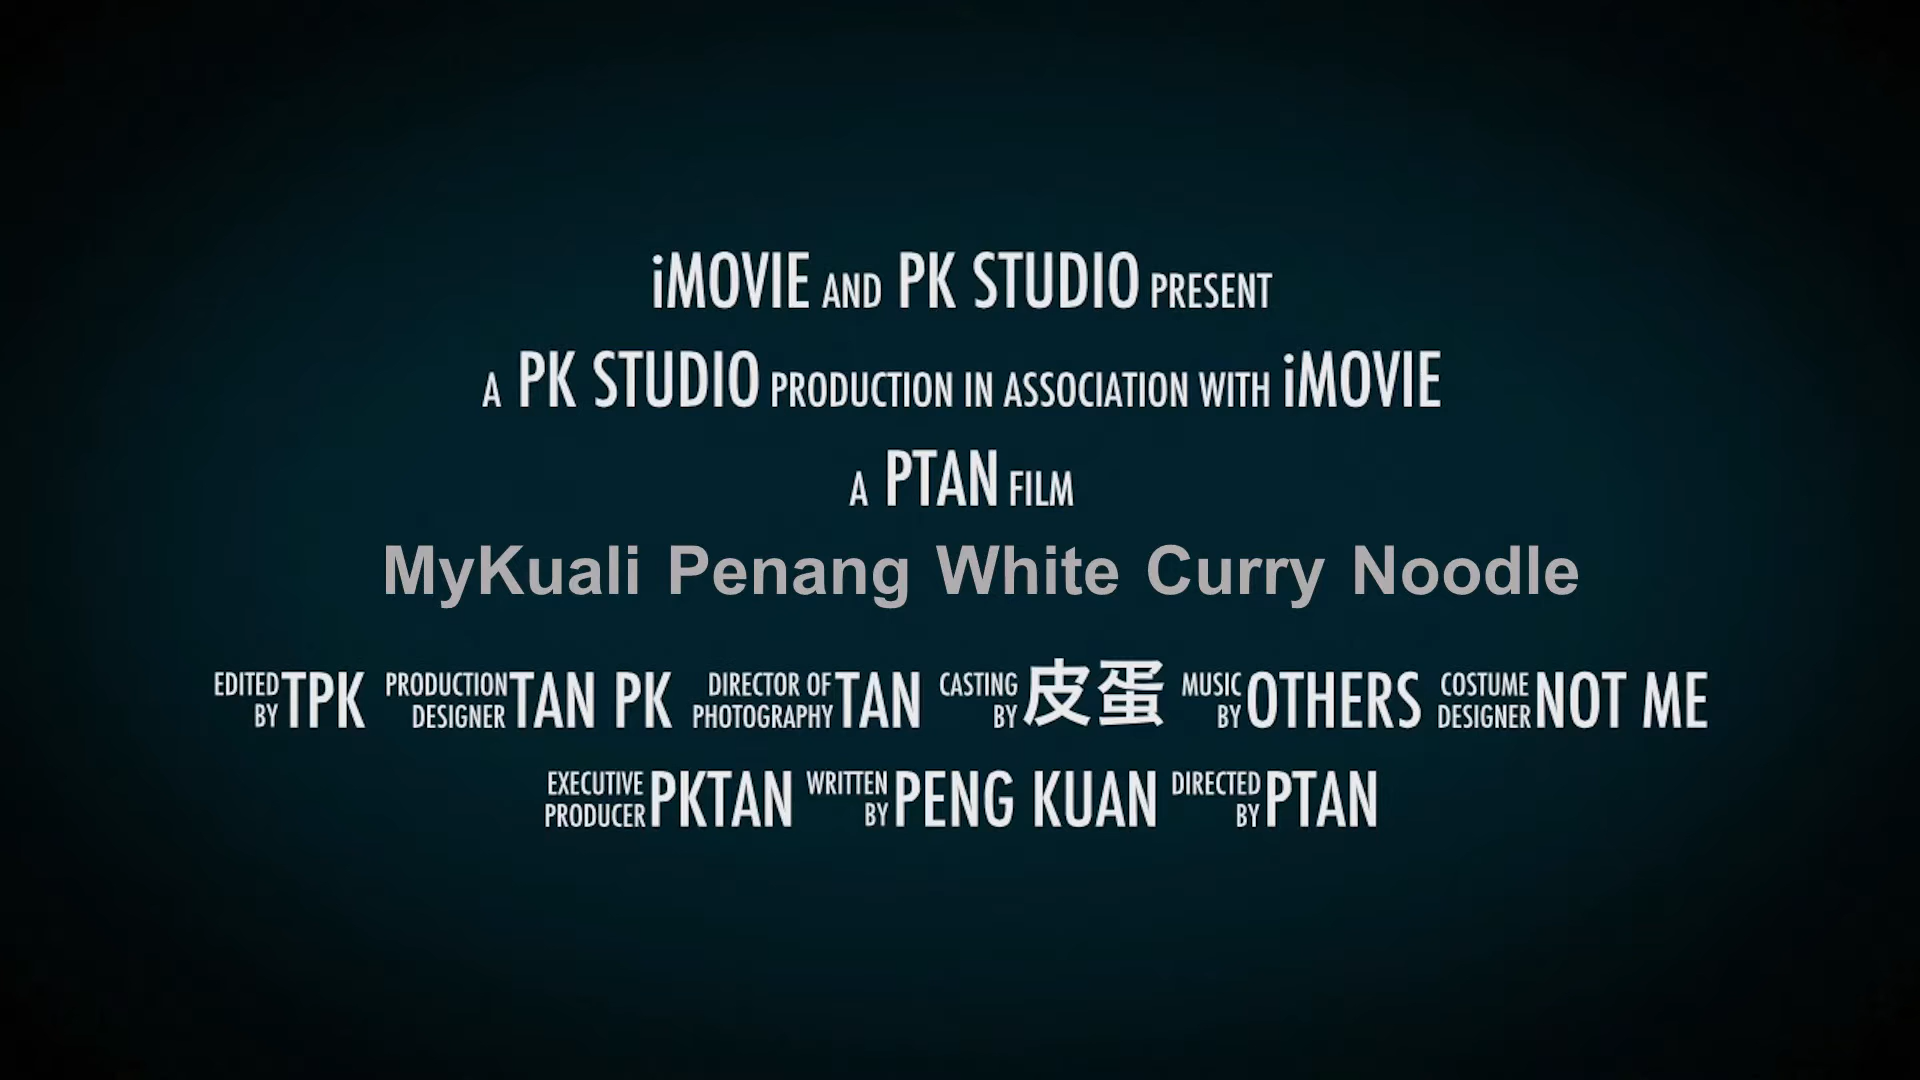 iMOVIE AND PK STUDIO PRESENT
A PK STUDIO PRODUCTION IN ASSOCIATION WITH iMOVIE
A PTAN FILM
MyKuali Penang White Curry Noodle
EDITED BY TPK PRODUCTION DESIGNER TAN PK DIRECTOR OF PHOTOGRAPHY TAN CASTING BY 皮蛋 MUSIC BY OTHERS COSTUME DESIGNER NOT ME
EXECUTIVE PRODUCER PKTAN WRITTEN BY PENG KUAN DIRECTED BY PTAN